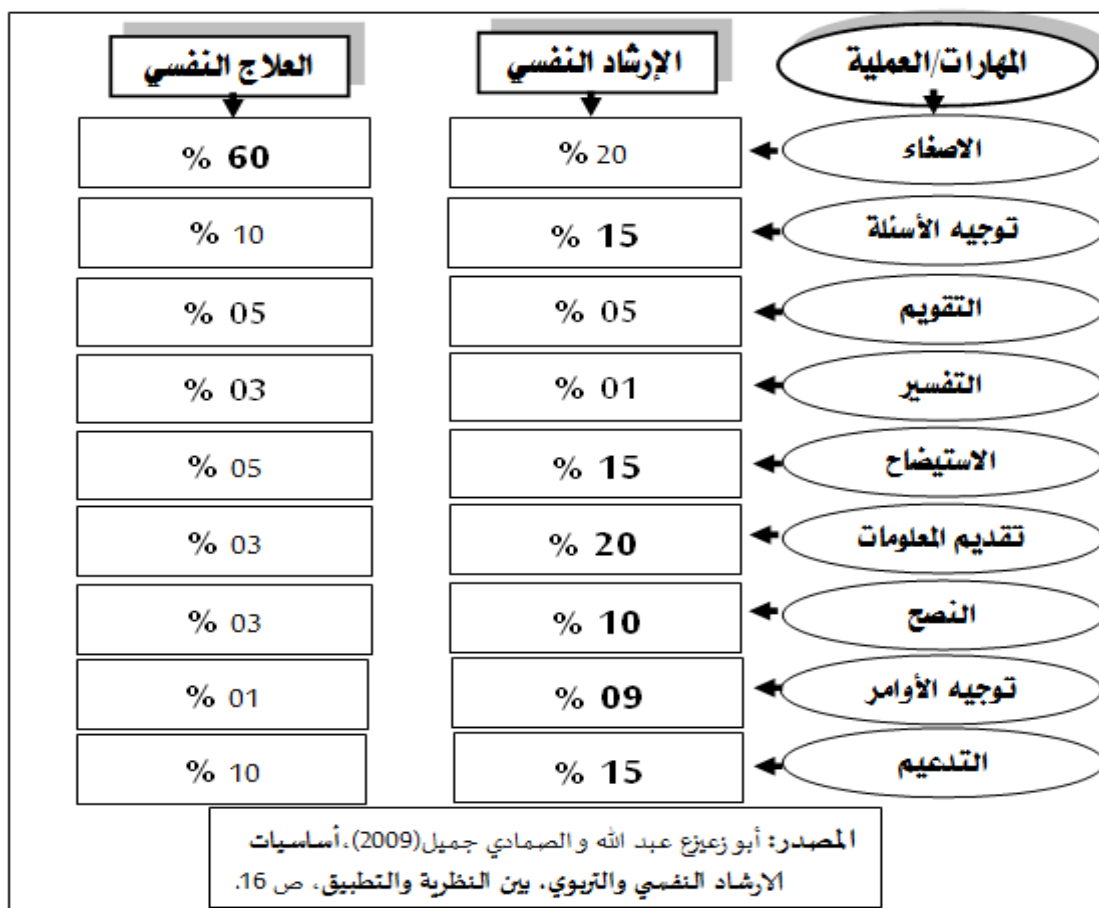 المهارات/العملية الإرشاد النفسي العلاج النفسي
الاصغاء % 20 % 60
توجيه الأسئلة % 15 % 10
التقويم % 05 % 05
التفسير % 01 % 03
الاستيضاح % 15 % 05
تقديم المعلومات % 20 % 03
النصح % 10 % 03
توجيه الأوامر % 09 % 01
التدعيم % 15 % 10
المصدر: أبو زعيزع عبد الله و الصمادي جميل(2009)، أساسيات
الارشاد النفسي والتربوي، بين النظرية والتطبيق، ص 16.